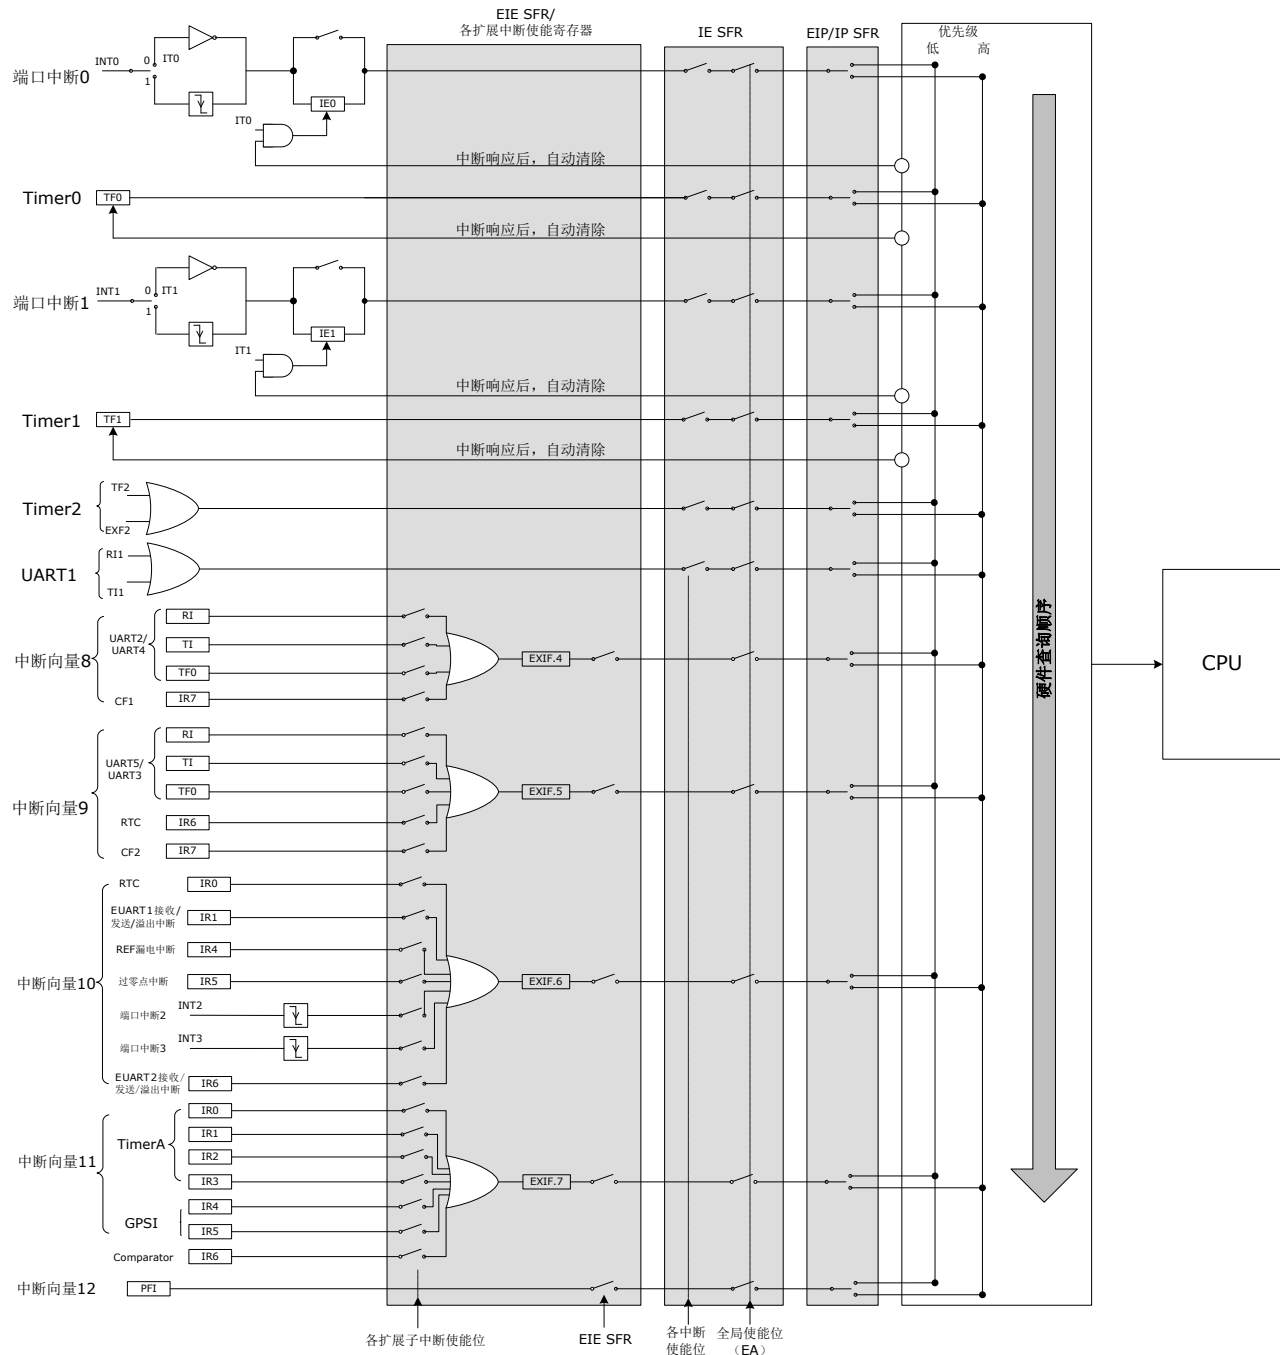 EIE SFR/
各扩展中断使能寄存器
IE SFR
EIP/IP SFR
优先级
低 高
端口中断0
INT0
0
IT0
1
IE0
IT0
中断响应后，自动清除
Timer0
TF0
中断响应后，自动清除
端口中断1
INT1
0
IT1
1
IE1
IT1
中断响应后，自动清除
Timer1
TF1
中断响应后，自动清除
Timer2
TF2
EXF2
UART1
RI1
TI1
硬件查询顺序
CPU
中断向量8
UART2/
UART4
RI
TI
TF0
CF1
IR7
EXIF.4
中断向量9
UART5/
UART3
RI
TI
TF0
RTC
IR6
CF2
IR7
EXIF.5
中断向量10
RTC
IR0
EUART1接收/
发送/溢出中断
IR1
REF漏电中断
IR4
过零点中断
IR5
端口中断2
INT2
端口中断3
INT3
EUART2接收/
发送/溢出中断
IR6
EXIF.6
中断向量11
TimerA
IR0
IR1
IR2
IR3
GPSI
IR4
IR5
Comparator
IR6
EXIF.7
中断向量12
PFI
各扩展子中断使能位
EIE SFR
各中断
使能位
全局使能位
（EA）